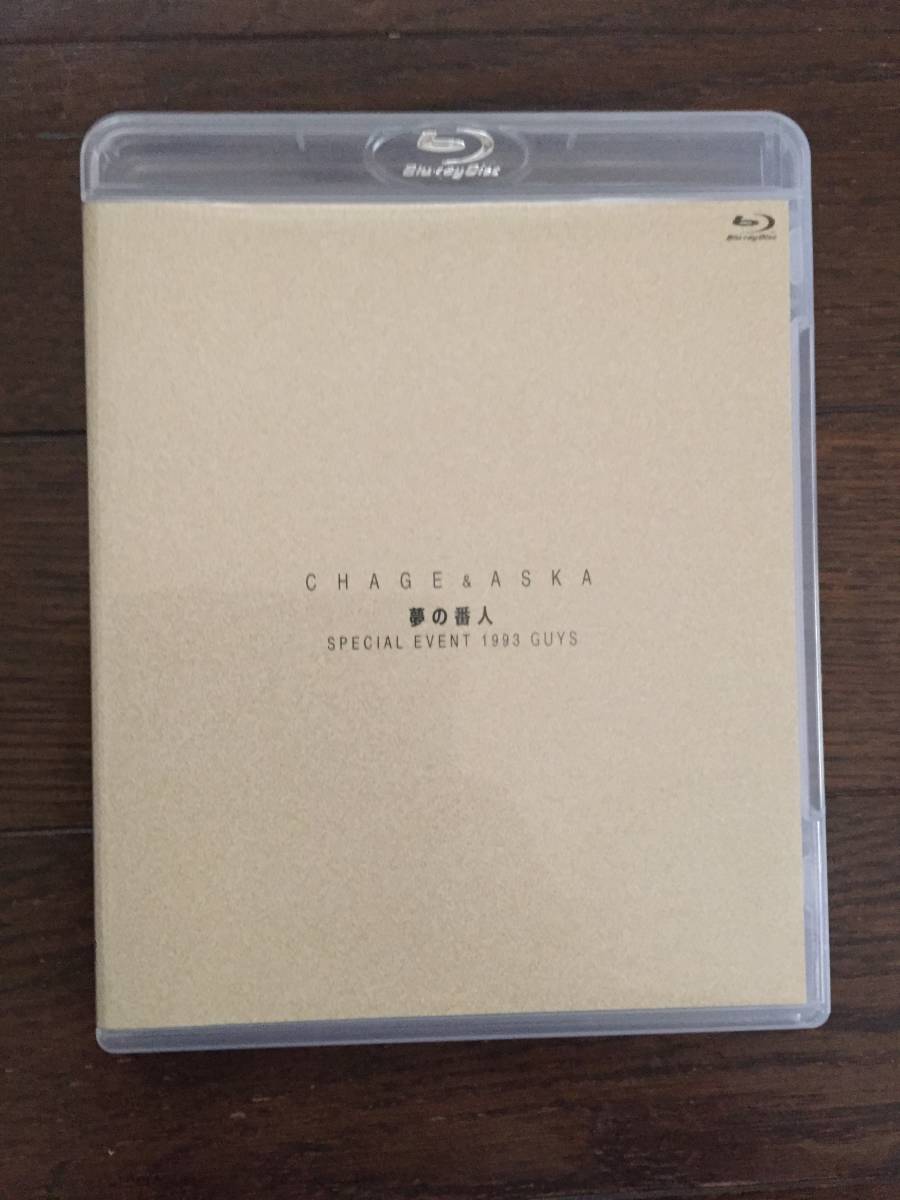 Blu-ray Disc
Blu-ray Disc
CHAGE & ASKA
夢の番人
SPECIAL EVENT 1993 GUYS